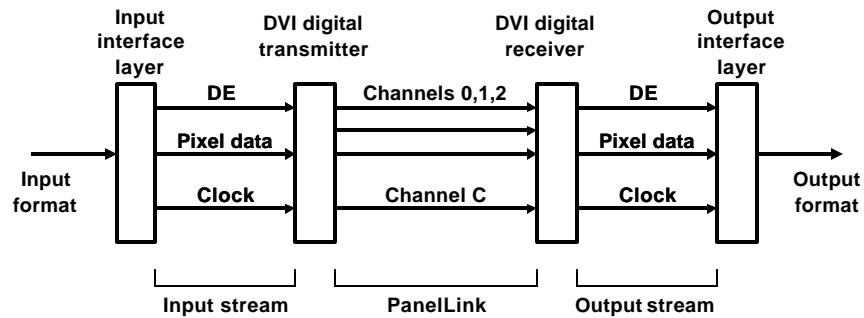 Input
interface
layer
DVI digital
transmitter
DVI digital
receiver
Output
interface
layer
DE
Channels 0,1,2
DE
Pixel data
Pixel data
Input
format
Output
format
Clock
Channel C
Clock
Input stream
PanelLink
Output stream